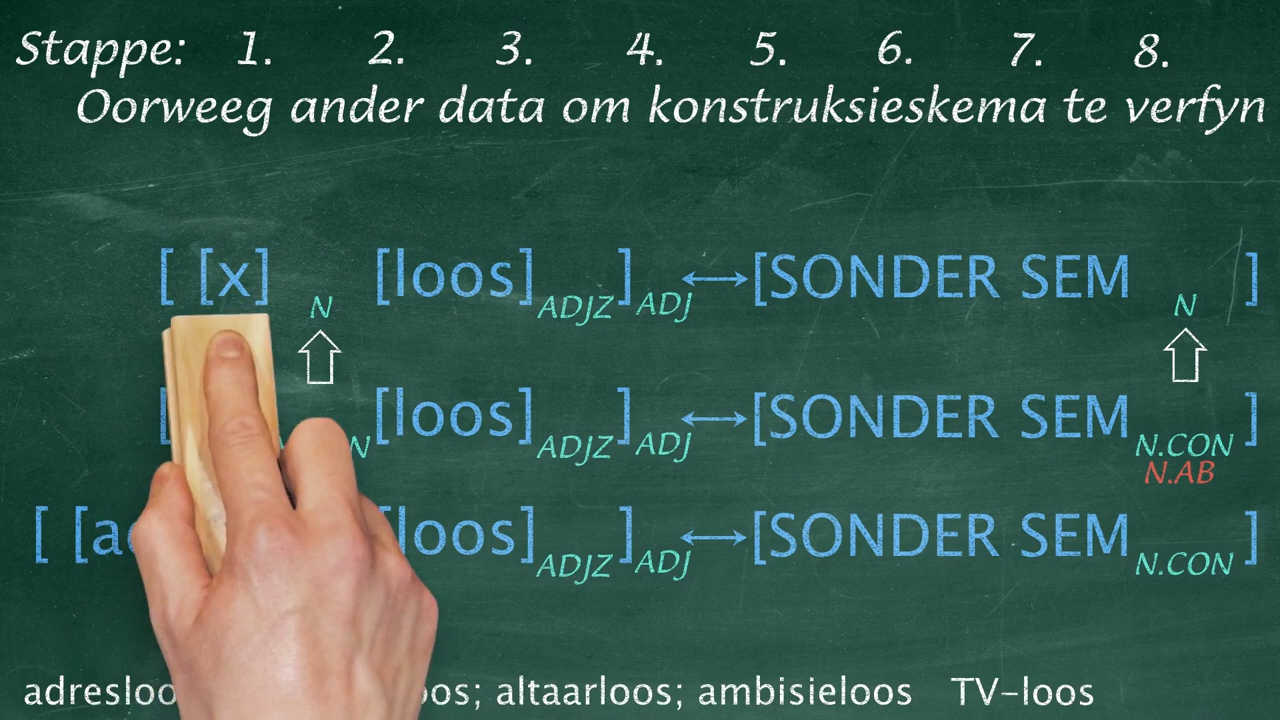 Stappe: 1. 2. 3. 4. 5. 6. 7. 8.
Oorweeg ander data om konstruksieskema te verfyn
[ [x] N [loos] ADJZ ] ADJ ↔ [SONDER SEM N ]
[ N [loos] ADJZ ] ADJ ↔ [SONDER SEM N.CON ]
N.AB
[ [loos] ADJZ ] ADJ ↔ [SONDER SEM N.CON ]
altaarloos; ambisieloos TV-loos